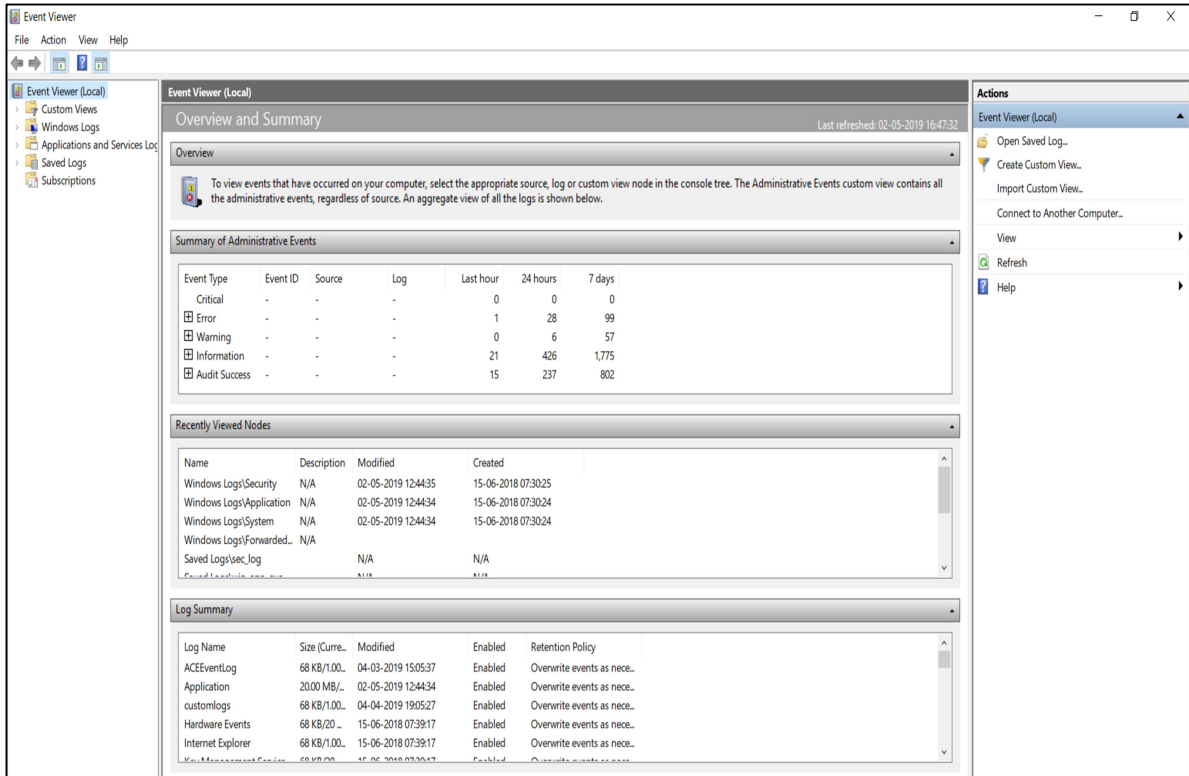 Event Viewer
File Action View Help
Event Viewer (Local)
Custom Views
Windows Logs
Applications and Services Log
Saved Logs
Subscriptions
Event Viewer (Local)
Overview and Summary Last refreshed: 02-05-2019 16:47:32
Overview
To view events that have occurred on your computer, select the appropriate source, log or custom view node in the console tree. The Administrative Events custom view contains all
the administrative events, regardless of source. An aggregate view of all the logs is shown below.
Summary of Administrative Events
Event Type Event ID Source Log Last hour 24 hours 7 days
Critical - - - 0 0 0
Error - - - 1 28 99
Warning - - - 0 6 57
Information - - - 21 426 1,775
Audit Success - - - 15 237 802
Recently Viewed Nodes
Name Description Modified Created
Windows Logs\Security N/A 02-05-2019 12:44:35 15-06-2018 07:30:25
Windows Logs\Application N/A 02-05-2019 12:44:34 15-06-2018 07:30:24
Windows Logs\System N/A 02-05-2019 12:44:34 15-06-2018 07:30:24
Windows Logs\Forwarded... N/A
Saved Logs\sec_log N/A N/A
Log Summary
Log Name Size (Curre... Modified Enabled Retention Policy
ACEEventLog 68 KB/1.00... 04-03-2019 15:05:37 Enabled Overwrite events as nece...
Application 20.00 MB/... 02-05-2019 12:44:34 Enabled Overwrite events as nece...
customlogs 68 KB/1.00... 04-04-2019 19:05:27 Enabled Overwrite events as nece...
Hardware Events 68 KB/20 ... 15-06-2018 07:39:17 Enabled Overwrite events as nece...
Internet Explorer 68 KB/1.00... 15-06-2018 07:39:17 Enabled Overwrite events as nece...
Actions
Event Viewer (Local)
Open Saved Log...
Create Custom View...
Import Custom View...
Connect to Another Computer...
View
Refresh
Help